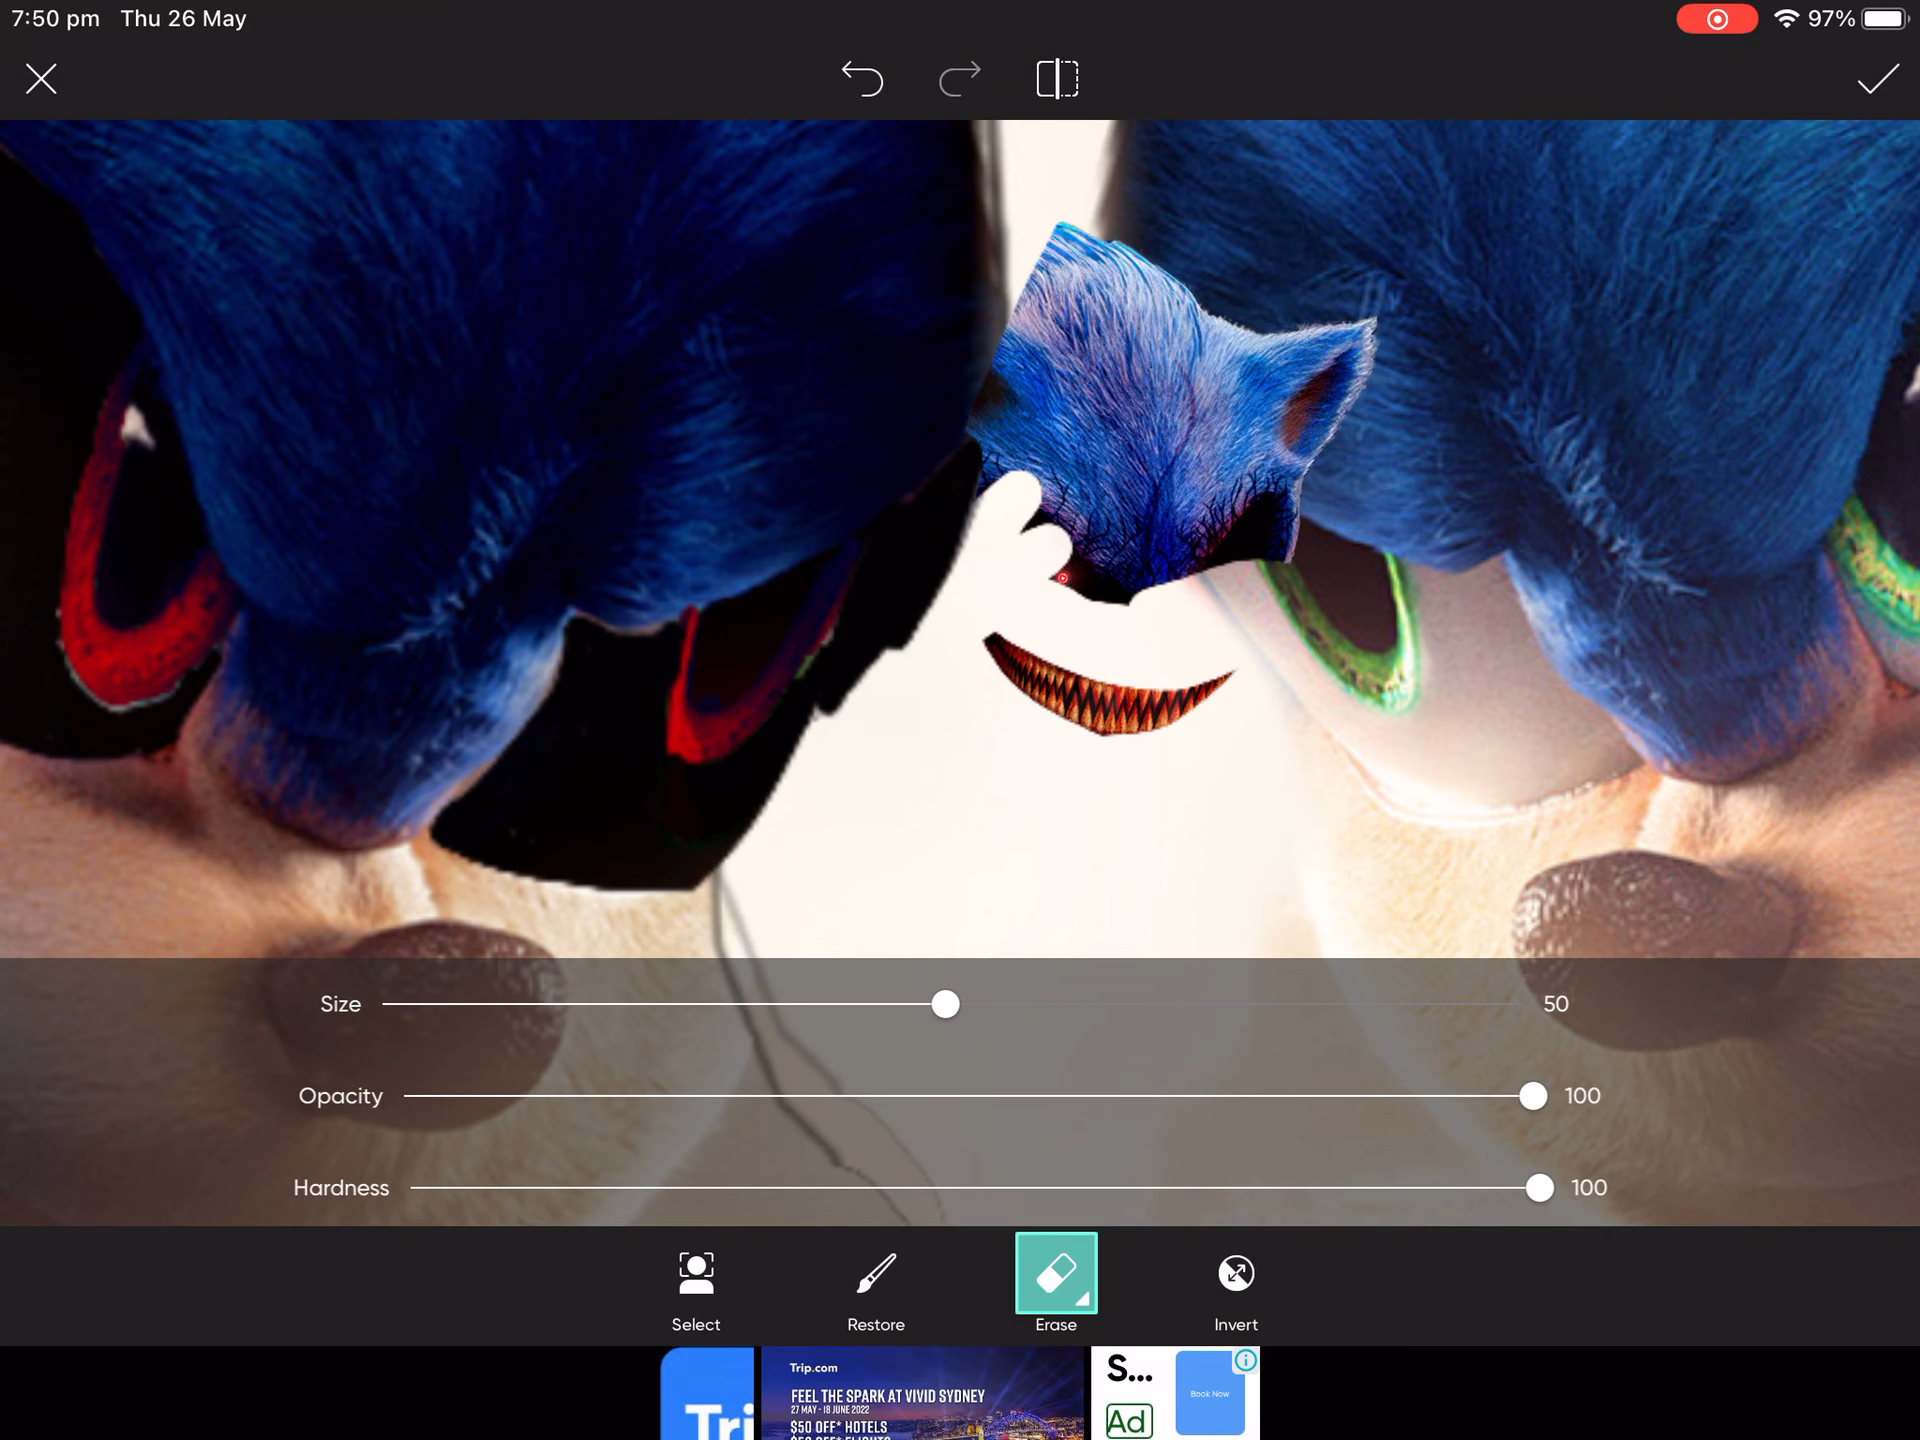 7:50 pm Thu 26 May
97%
Size 50
Opacity 100
Hardness 100
Select Restore Erase Invert
Tri
Trip.com
FEEL THE SPARK AT VIVID SYDNEY
27 MAY - 18 JUNE 2022
$50 OFF* HOTELS
S...
Book Now
Ad